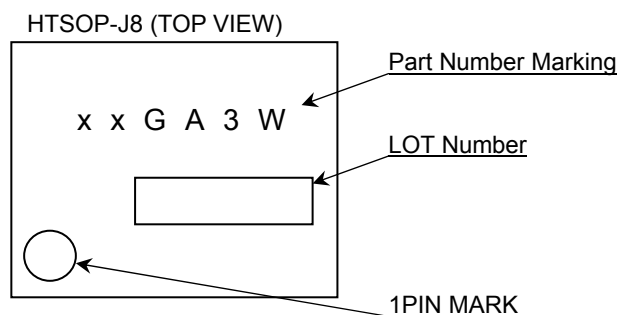 HTSOP-J8 (TOP VIEW)
Part Number Marking
x x G A 3 W
LOT Number
1PIN MARK